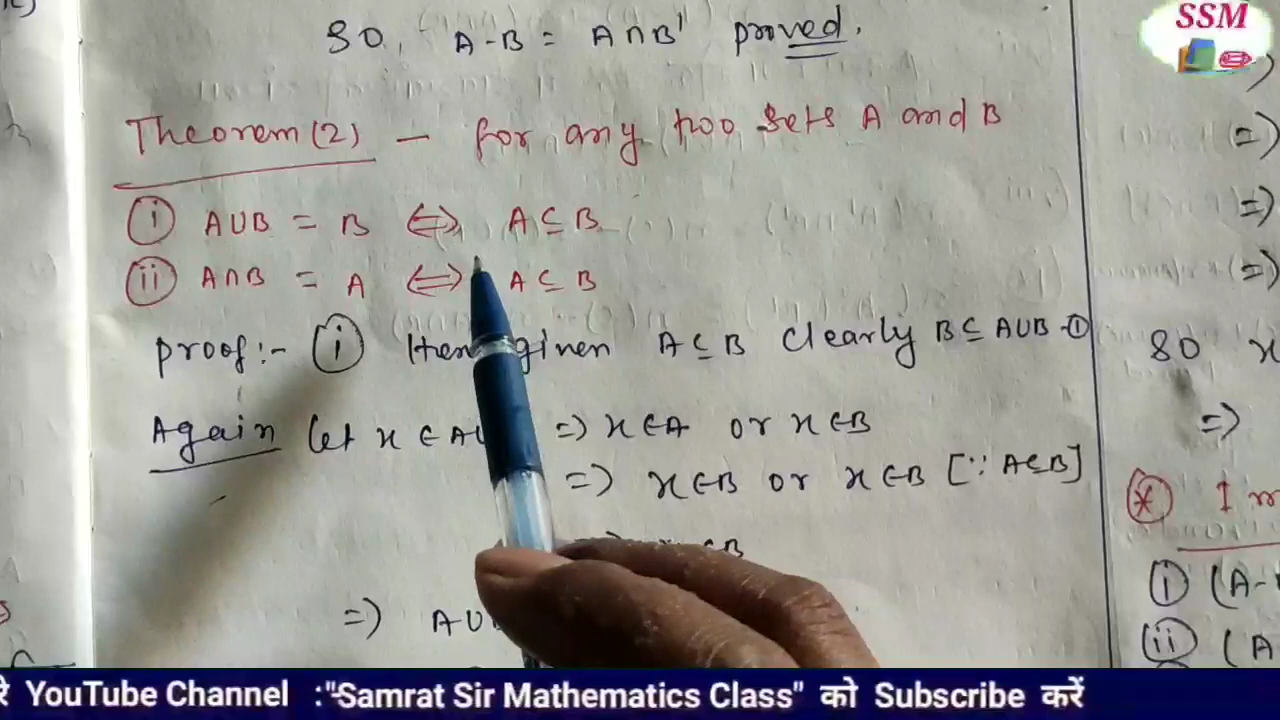 SSM
So, A-B = A∩B' proved.
Theorem (2) - for any two sets A and B
(i) A∪B = B ⇔ A⊆B
(ii) A∩B = A ⇔ A⊆B
proof:- (i) given A⊆B Clearly B⊆A∪B -①
Again let x ∈ A => x∈A or x∈B
=> x∈B or x∈B [∵ A⊆B]
B
=) A∪
=)
=)
=)
=)
So x
=)
(*) I
(i) (A-
(ii) (A
YouTube Channel :"Samrat Sir Mathematics Class" को Subscribe करें